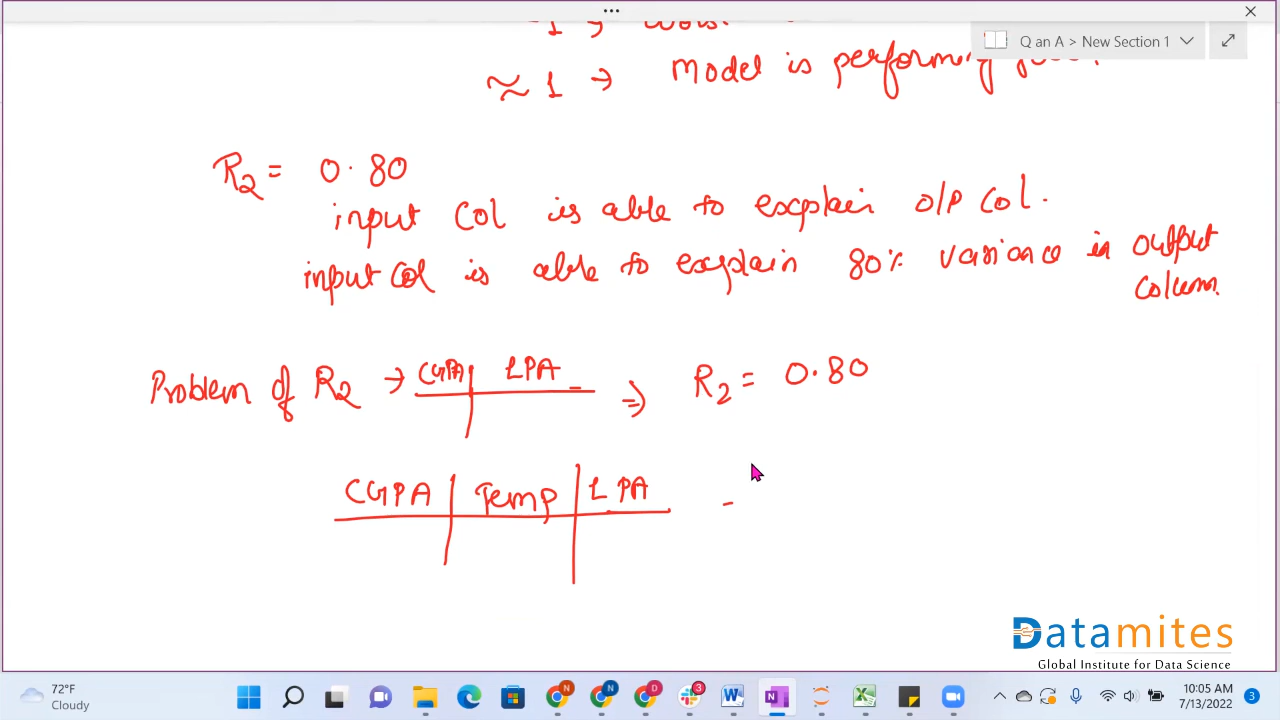 Q an A > New Section 1
≈ 1 → Model is performing
R2 = 0.80
input Col is able to explain o/p Col.
input Col is able to explain 80% variance in output column.
Problem of R2 → CGPA LPA ⇒ R2 = 0.80
CGPA Temp LPA -
Datamites
Global Institute for Data Science
72°F
Cloudy
10:05 AM
7/13/2022
3